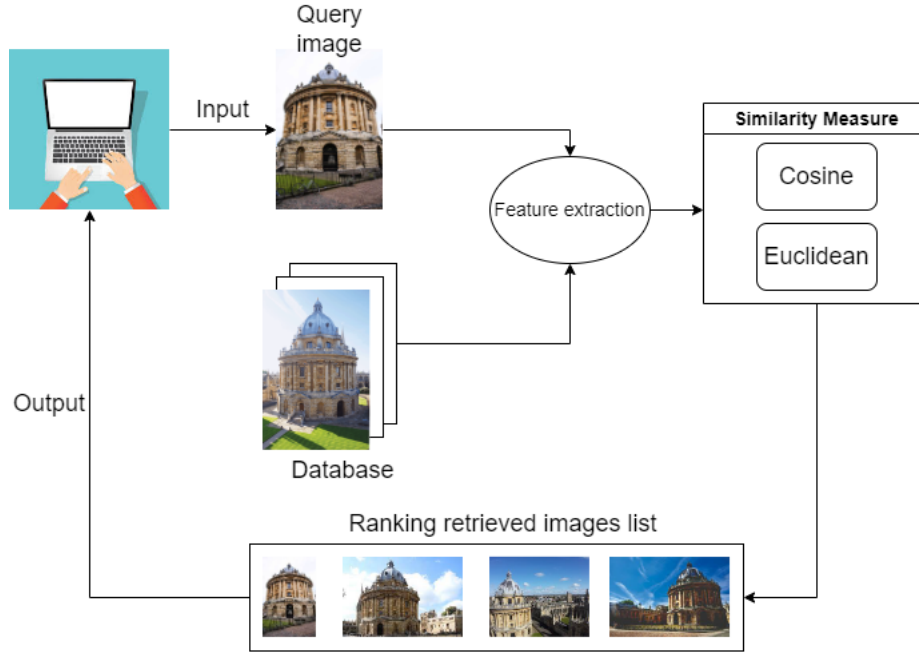 Query
image
Input
Similarity Measure
Cosine
Feature extraction
Euclidean
Output
Database
Ranking retrieved images list